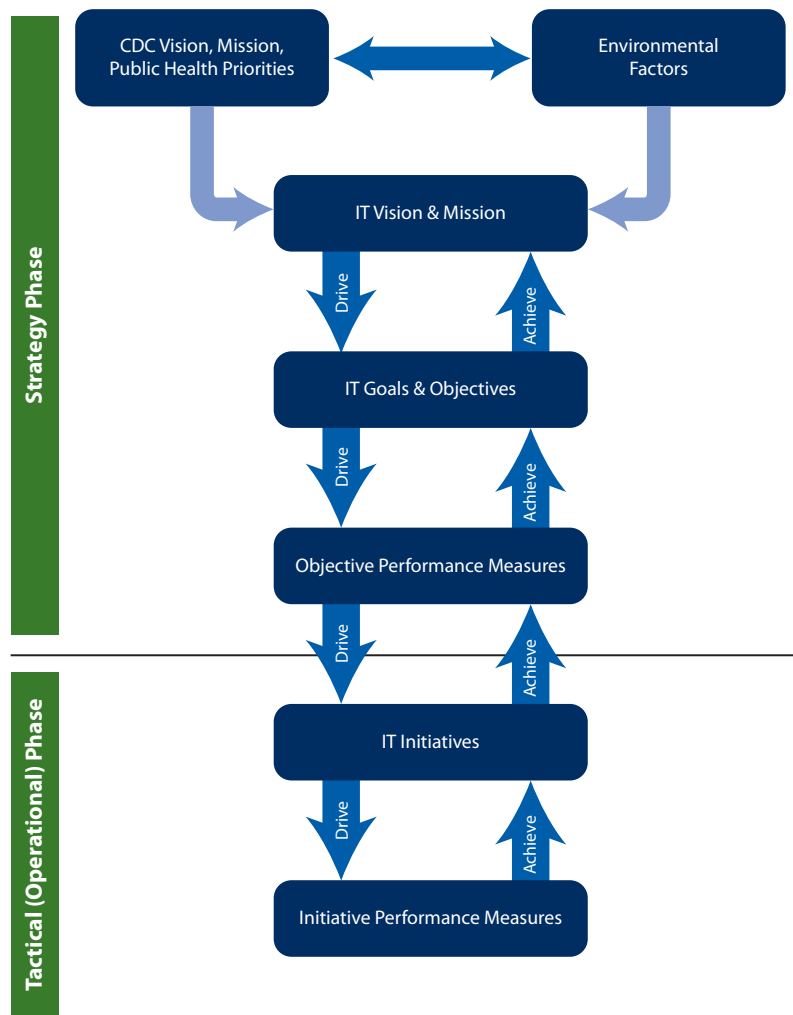 Strategy Phase
CDC Vision, Mission,
Public Health Priorities
Environmental
Factors
IT Vision & Mission
Drive
Achieve
IT Goals & Objectives
Drive
Achieve
Objective Performance Measures
Drive
Achieve
Tactical (Operational) Phase
IT Initiatives
Drive
Achieve
Initiative Performance Measures